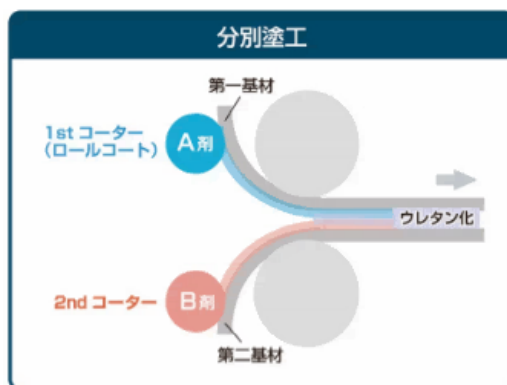 分別塗工
第一基材
1st コーター
（ロールコート）
A剤
ウレタン化
2nd コーター
B剤
第二基材